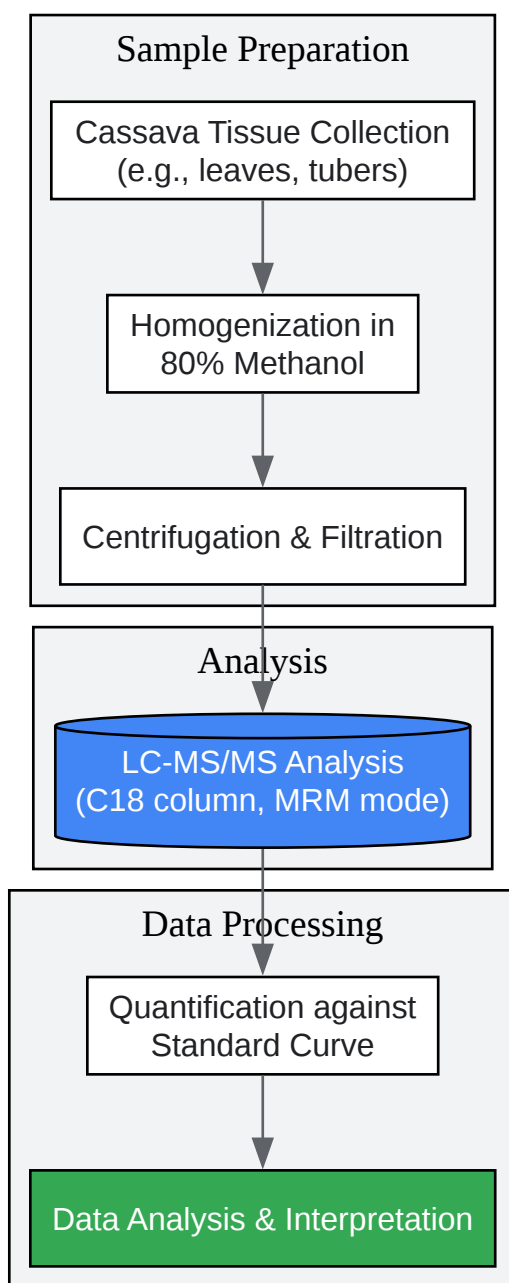 Sample Preparation
Cassava Tissue Collection
(e.g., leaves, tubers)
Homogenization in
80% Methanol
Centrifugation & Filtration
Analysis
LC-MS/MS Analysis
(C18 column, MRM mode)
Data Processing
Quantification against
Standard Curve
Data Analysis & Interpretation